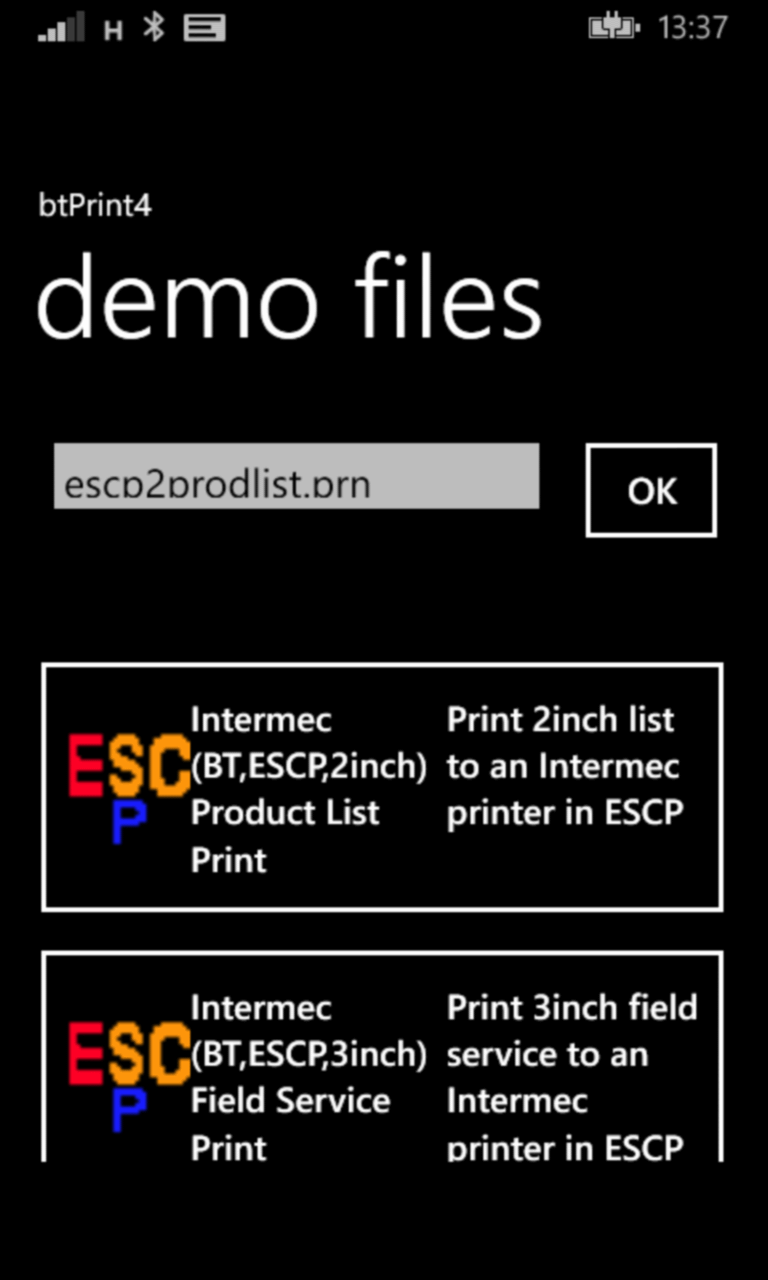 H 13:37
btPrint4
demo files
escp2prodlist.prn
OK
ESC
P
Intermec
(BT,ESCP,2inch)
Product List
Print
Print 2inch list
to an Intermec
printer in ESCP
ESC
P
Intermec
(BT,ESCP,3inch)
Field Service
Print
Print 3inch field
service to an
Intermec
printer in ESCP